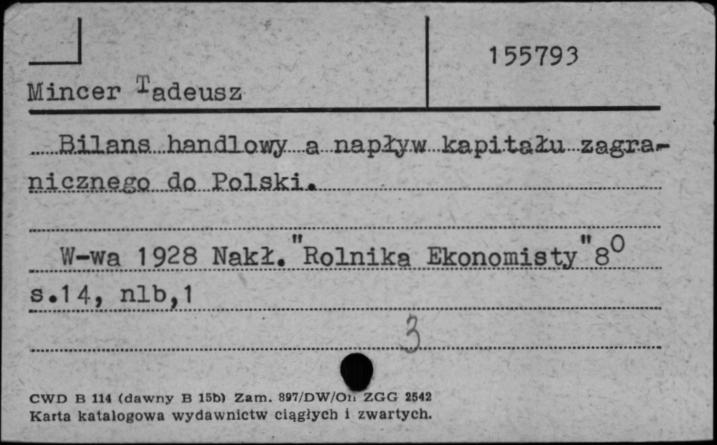 155793
Mincer Tadeusz
Bilans handlowy a napływ kapitału zagra-
nicznego do Polski.
W-wa 1928 Nakł. "Rolnika Ekonomisty" 8⁰
s.14, nlb,1
3
CWD B 114 (dawny B 15b) Zam. 897/DW/On ZGG 2542
Karta katalogowa wydawnictw ciągłych i zwartych.